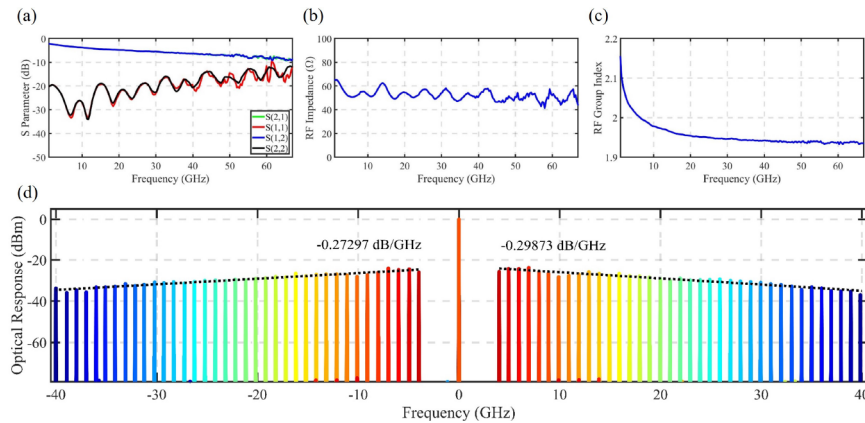 (a)
0
-10
-20
-30
-40
-50
S Parameter (dB)
S(2,1)
S(1,1)
S(1,2)
S(2,2)
10 20 30 40 50 60
Frequency (GHz)
(b)
100
80
60
40
20
0
RF Impedance (Ω)
10 20 30 40 50 60
Frequency (GHz)
(c)
2.2
2.1
2
1.9
RF Group Index
10 20 30 40 50 60
Frequency (GHz)
(d)
0
-20
-40
-60
Optical Response (dBm)
-0.27297 dB/GHz
-0.29873 dB/GHz
-40 -30 -20 -10 0 10 20 30 40
Frequency (GHz)